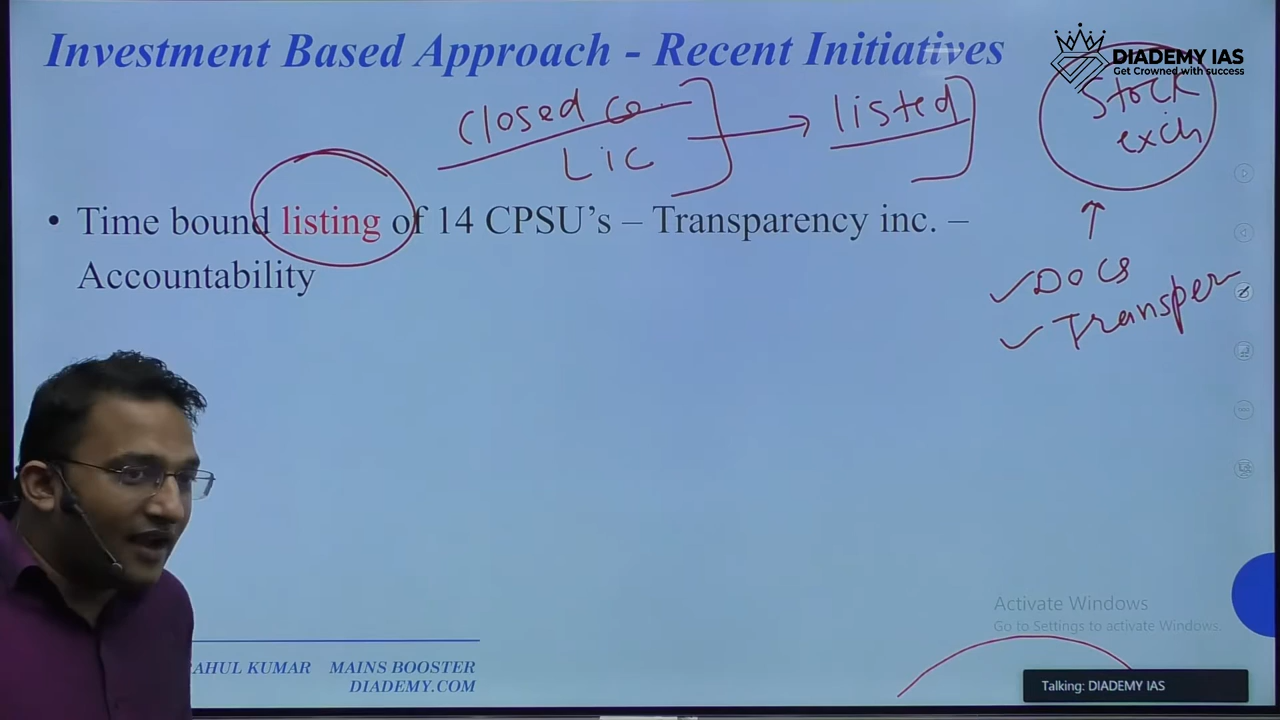 Investment Based Approach - Recent Initiatives
DIADEMY IAS
Get Crowned with success
Closed Co.
Lic
listed
Stock
exch
• Time bound listing of 14 CPSU's – Transparency inc. –
Accountability
Docs
Transper
Activate Windows
Go to Settings to activate Windows.
RAHUL KUMAR MAINS BOOSTER
DIADEMY.COM
Talking: DIADEMY IAS